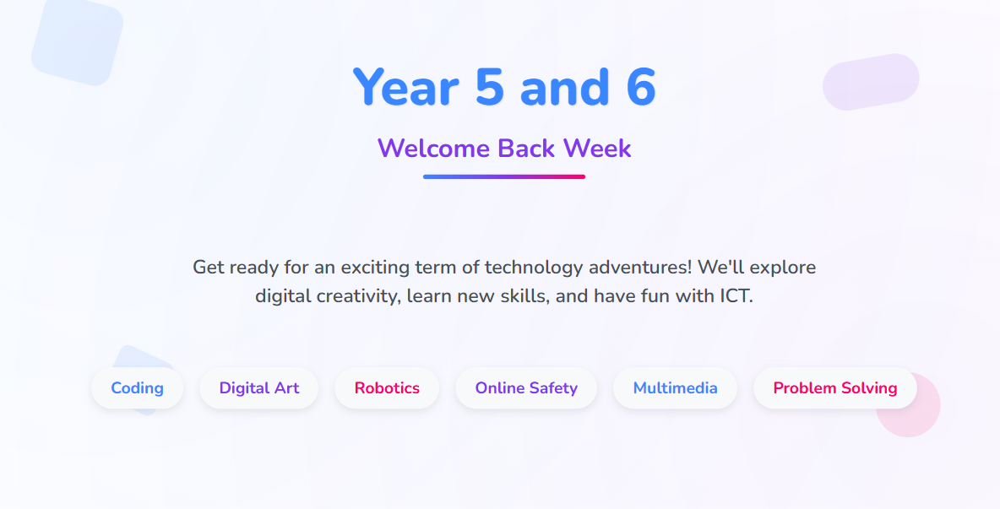 Year 5 and 6
Welcome Back Week
Get ready for an exciting term of technology adventures! We'll explore
digital creativity, learn new skills, and have fun with ICT.
Coding Digital Art Robotics Online Safety Multimedia Problem Solving